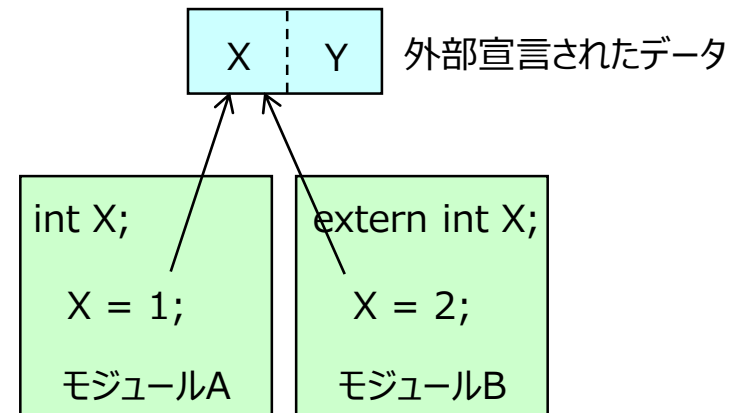 X Y 外部宣言されたデータ
int X;
X = 1;
モジュールA
extern int X;
X = 2;
モジュールB